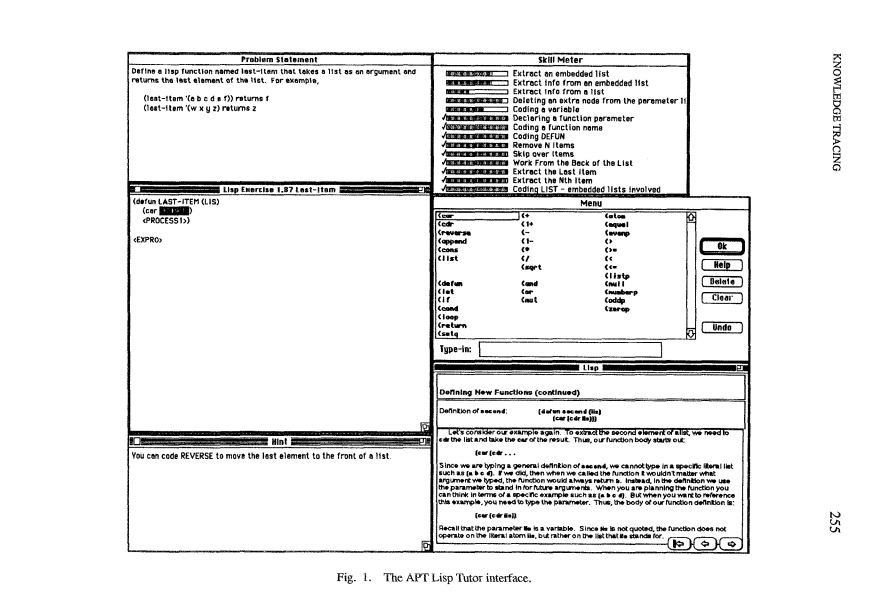 KNOWLEDGE TRACING
255
Problem Statement
Define a lisp function named last-item that takes a list as an argument and
returns the last element of the list. For example,
(last-item '(a b c d e f)) returns f
(last-item '(w x y z) returns z
Skill Meter
Extract an embedded list
Extract info from an embedded list
Extract info from a list
Deleting an extra node from the parameter li
Coding a variable
Declaring a function parameter
Coding a function name
Coding DEFUN
Remove N items
Skip over items
Work From the Back of the List
Extract the Last item
Extract the Nth item
Coding LIST - embedded lists involved
Lisp Exercise 1.87 Last-Item
(defun LAST-ITEM (LIS)
(car )
<PROCESS1>)
<EXPRO>
Menu
(car (+ (atom
(cdr (1+ (equal
(reverse (- (evenp
(append (1- (>
(cons (* (>=
(list (/ (<
(sqrt (<=
(listp
(defun (and (null
(let (or (numberp
(if (not (oddp
(cond (zerop
(loop
(return
(setq
Ok
Help
Delete
Clear
Undo
Type-in:
Lisp
Defining New Functions (continued)
Definition of second: (defun second (lis)
(car (cdr lis)))
Let's consider our example again. To extract the second element of a list, we need to
cdr the list and take the car of the result. Thus, our function body starts out:
(car (cdr . . .
Since we are typing a general definition of second, we cannot type in a specific literal list
such as (a b c d). If we did, then when we called the function it wouldn't matter what
argument we typed, the function would always return b. Instead, in the definition we use
the parameter to stand in for future arguments. When you are planning the function you
can think in terms of a specific example such as (a b c d). But when you want to reference
this example, you need to type the parameter. Thus, the body of our function definition is:
(car (cdr lis))
Recall that the parameter lis is a variable. Since lis is not quoted, the function does not
operate on the literal atom lis, but rather on the list that lis stands for.
Hint
You can code REVERSE to move the last element to the front of a list.
Fig. 1. The APT Lisp Tutor interface.